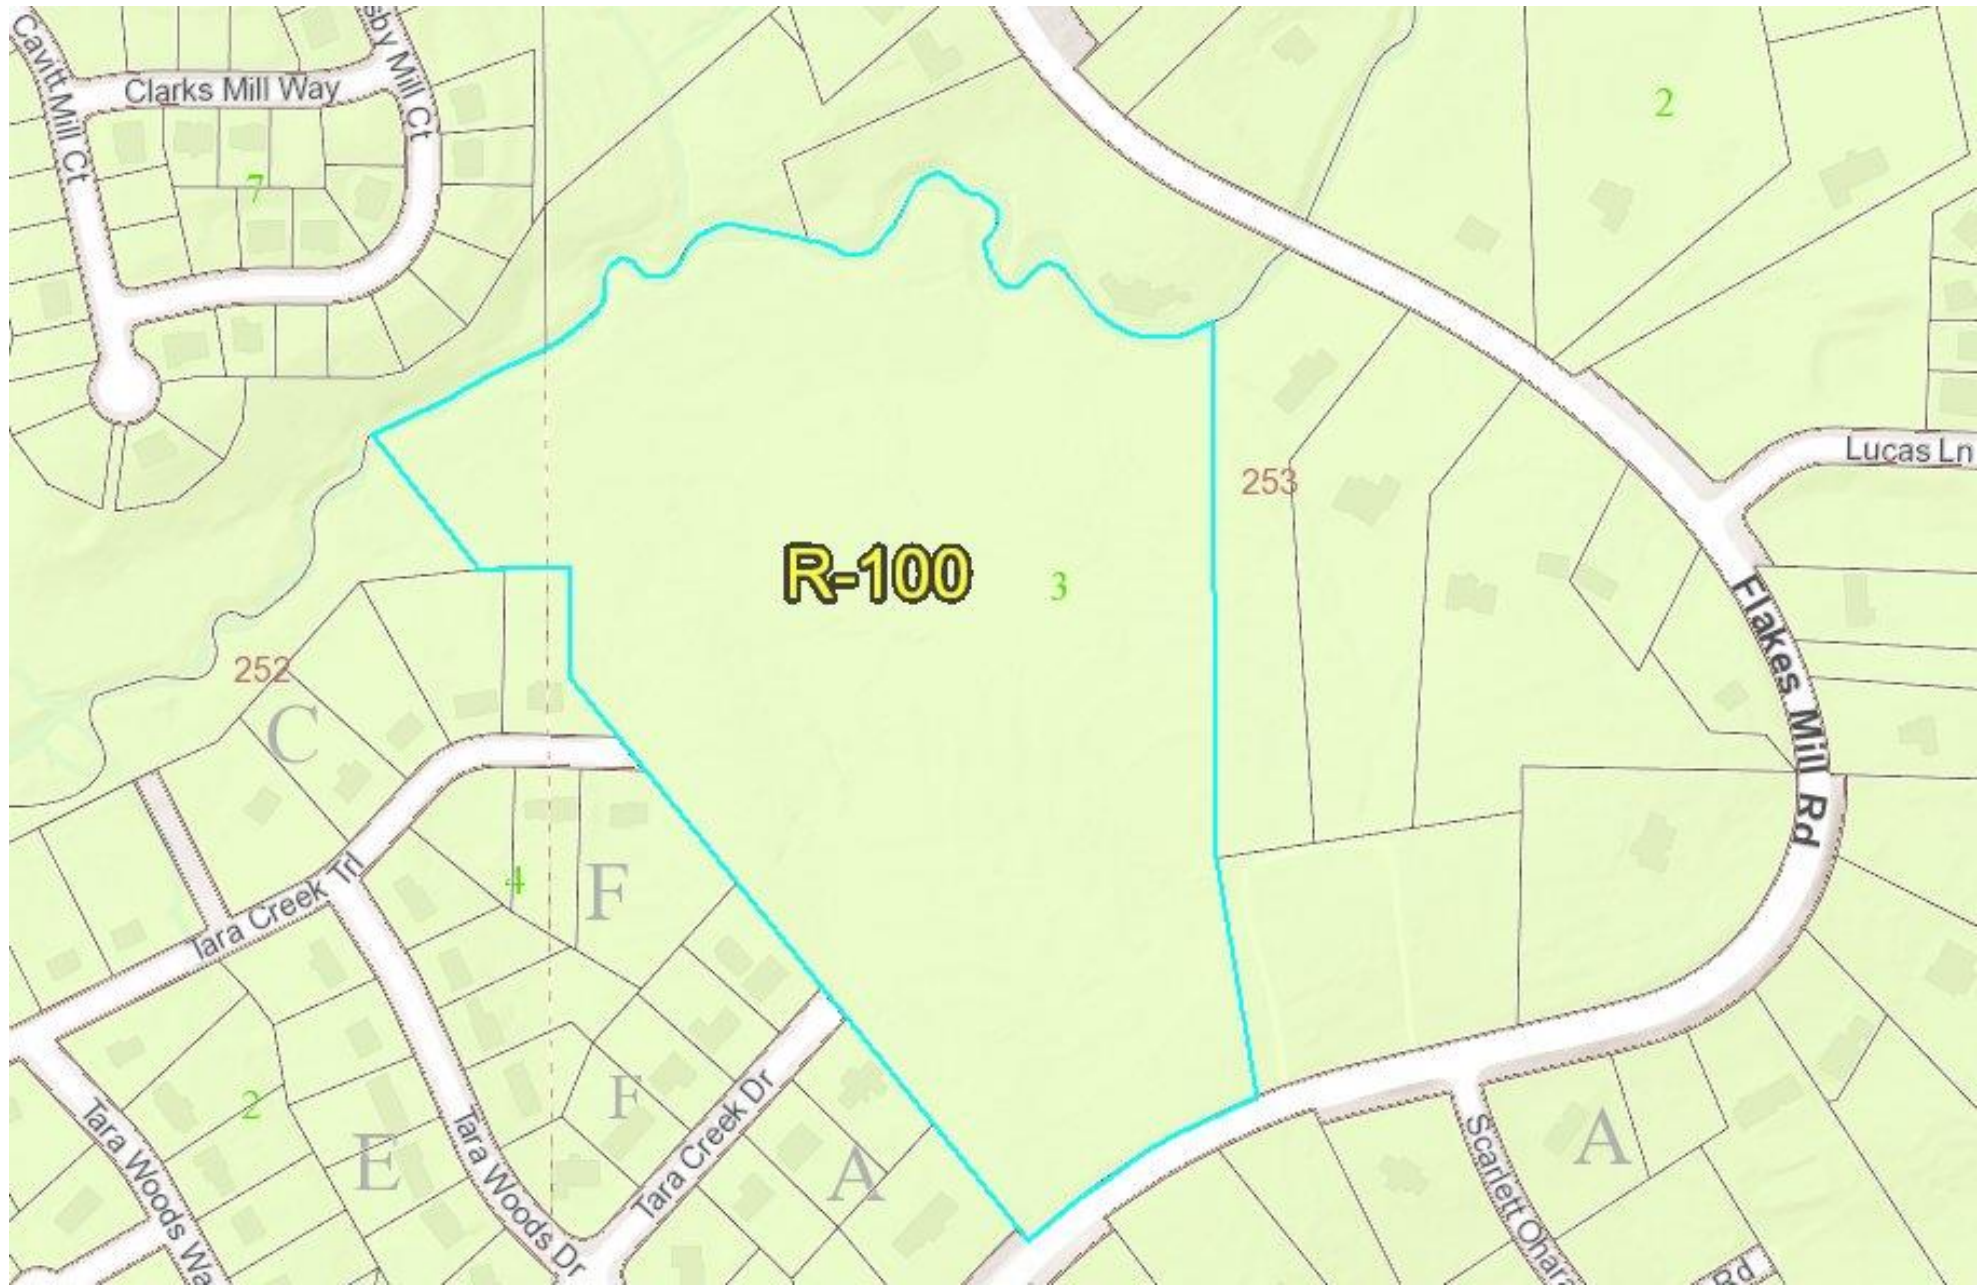 Cavitt Mill Ct
Clarks Mill Way
sby Mill Ct
7
2
Lucas Ln
253
R-100
3
Flakes Mill Rd
252
C
4
F
Tara Creek Trl
2
F
E
Tara Woods Wa
Tara Woods Dr
Tara Creek Dr
A
A
Scarlett Ohara
Rd